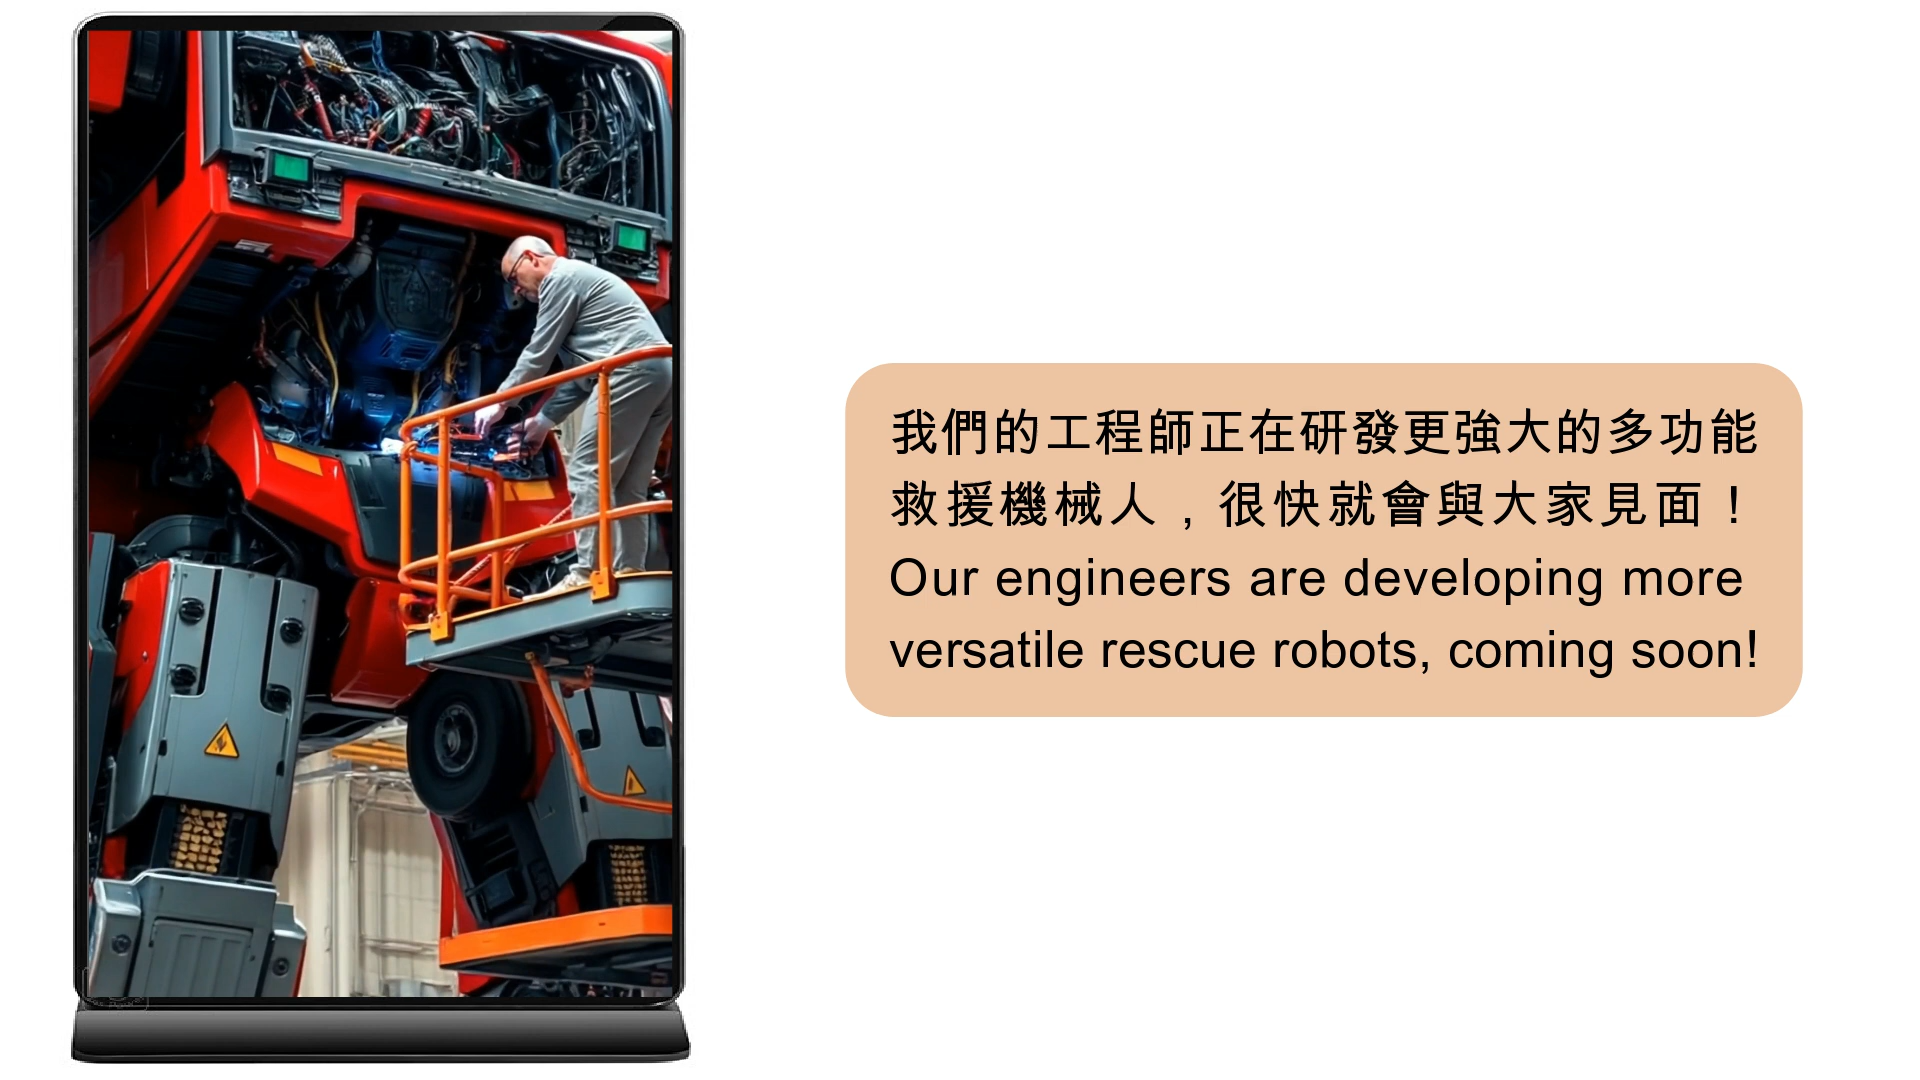 我們的工程師正在研發更強大的多功能
救援機械人，很快就會與大家見面！
Our engineers are developing more
versatile rescue robots, coming soon!